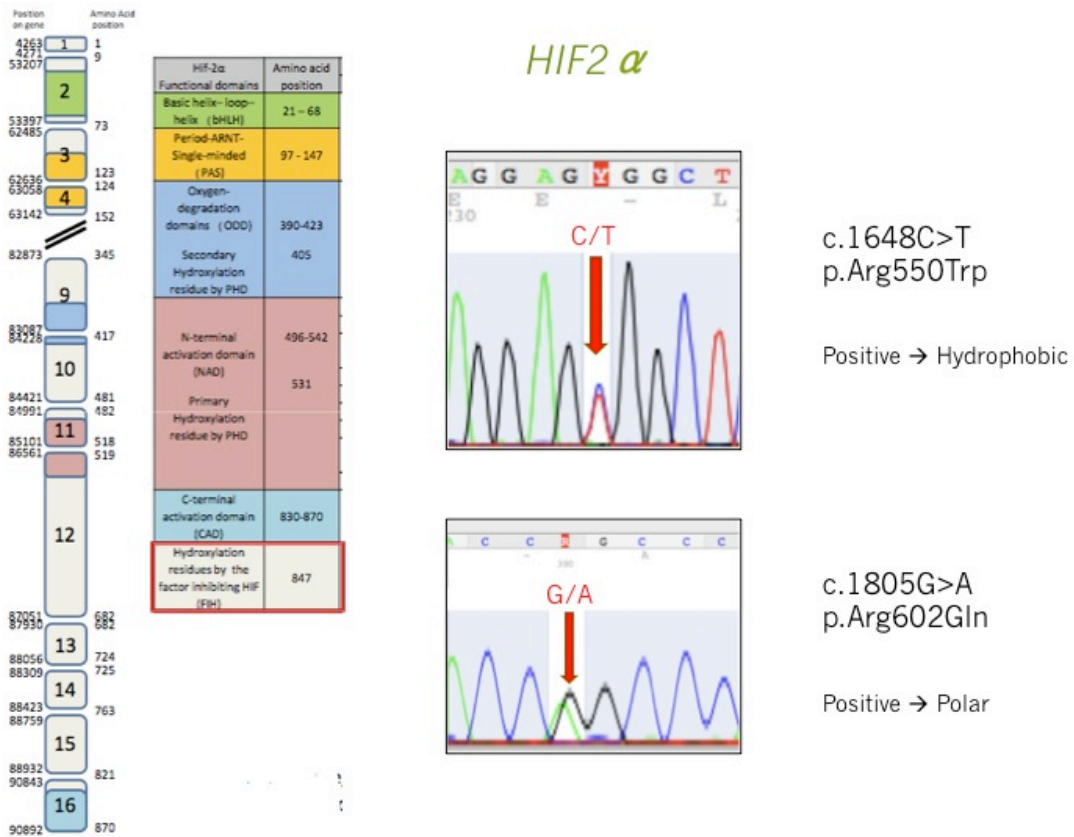 Position
on gene
Amino Acid
position
4263 1 1
4271 9
53207
2
53397 73
62485
3
62636 123
63058 124
4
63142 152
82873 345
9
83087
84228 417
10
84421 481
84991 482
11
85101 518
86561 519
12
87051 682
87930 682
13
88056 724
88309 725
14
88423 763
88759
15
88932 821
90843
16
90892 870
Hif-2α
Functional domains
Amino acid
position
Basic helix–loop–
helix (bHLH)
21 – 68
Period-ARNT-
Single-minded
(PAS)
97 - 147
Oxygen-
degradation
domains (ODD)
390-423
Secondary
Hydroxylation
residue by PHD
405
N-terminal
activation domain
(NAD)
496-542
Primary
Hydroxylation
residue by PHD
531
C-terminal
activation domain
(CAD)
830-870
Hydroxylation
residues by the
factor inhibiting HIF
(FIH)
847
HIF2 α
A G G A G Y G G C T
E E – L
230
C/T
c.1648C>T
p.Arg550Trp
Positive → Hydrophobic
C C R G C C C
– A
390
G/A
c.1805G>A
p.Arg602Gln
Positive → Polar